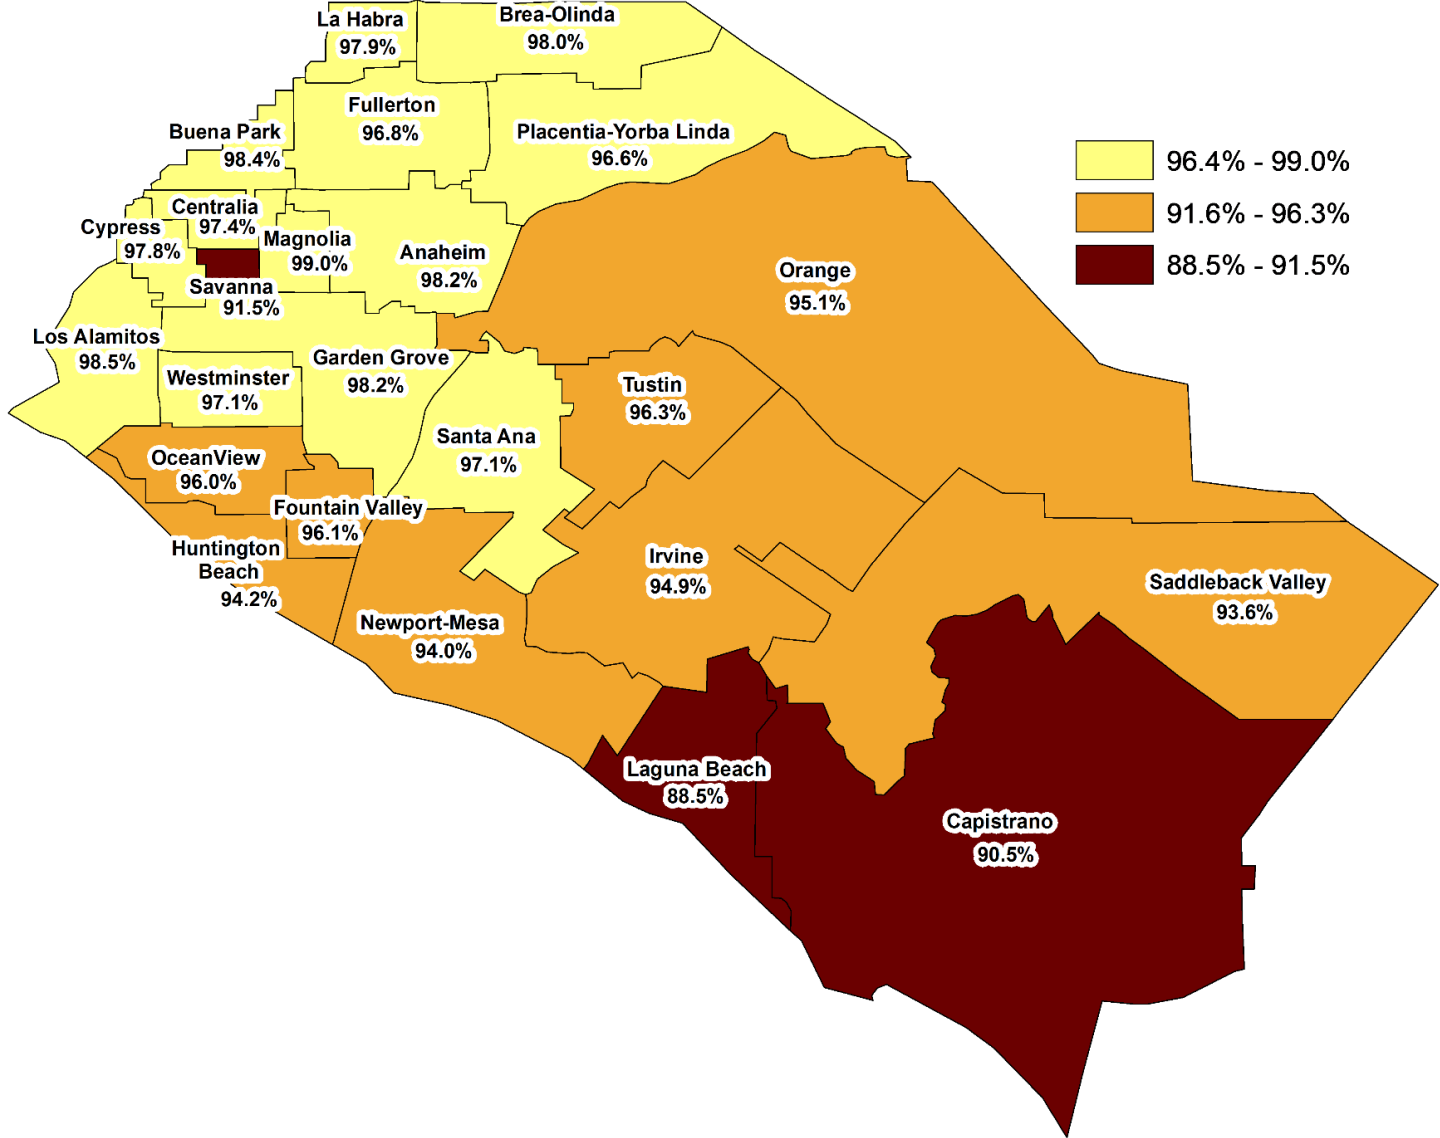 La Habra
97.9%
Brea-Olinda
98.0%
Fullerton
96.8%
Buena Park
98.4%
Placentia-Yorba Linda
96.6%
96.4% - 99.0%
91.6% - 96.3%
88.5% - 91.5%
Centralia
97.4%
Cypress
97.8%
Magnolia
99.0%
Anaheim
98.2%
Savanna
91.5%
Orange
95.1%
Los Alamitos
98.5%
Garden Grove
98.2%
Westminster
97.1%
Tustin
96.3%
Santa Ana
97.1%
OceanView
96.0%
Fountain Valley
96.1%
Huntington
Beach
94.2%
Irvine
94.9%
Saddleback Valley
93.6%
Newport-Mesa
94.0%
Laguna Beach
88.5%
Capistrano
90.5%